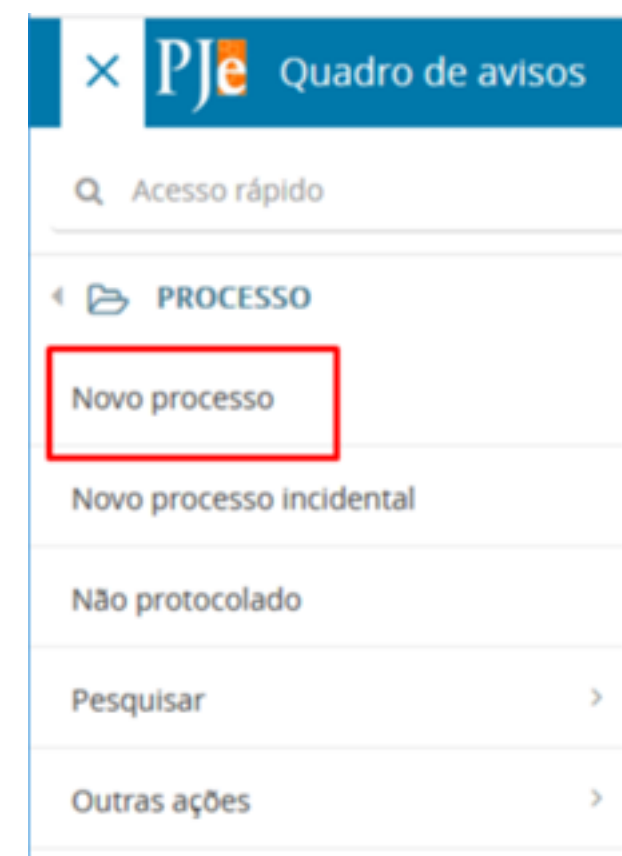 PJe Quadro de avisos
Acesso rápido
PROCESSO
Novo processo
Novo processo incidental
Não protocolado
Pesquisar
Outras ações